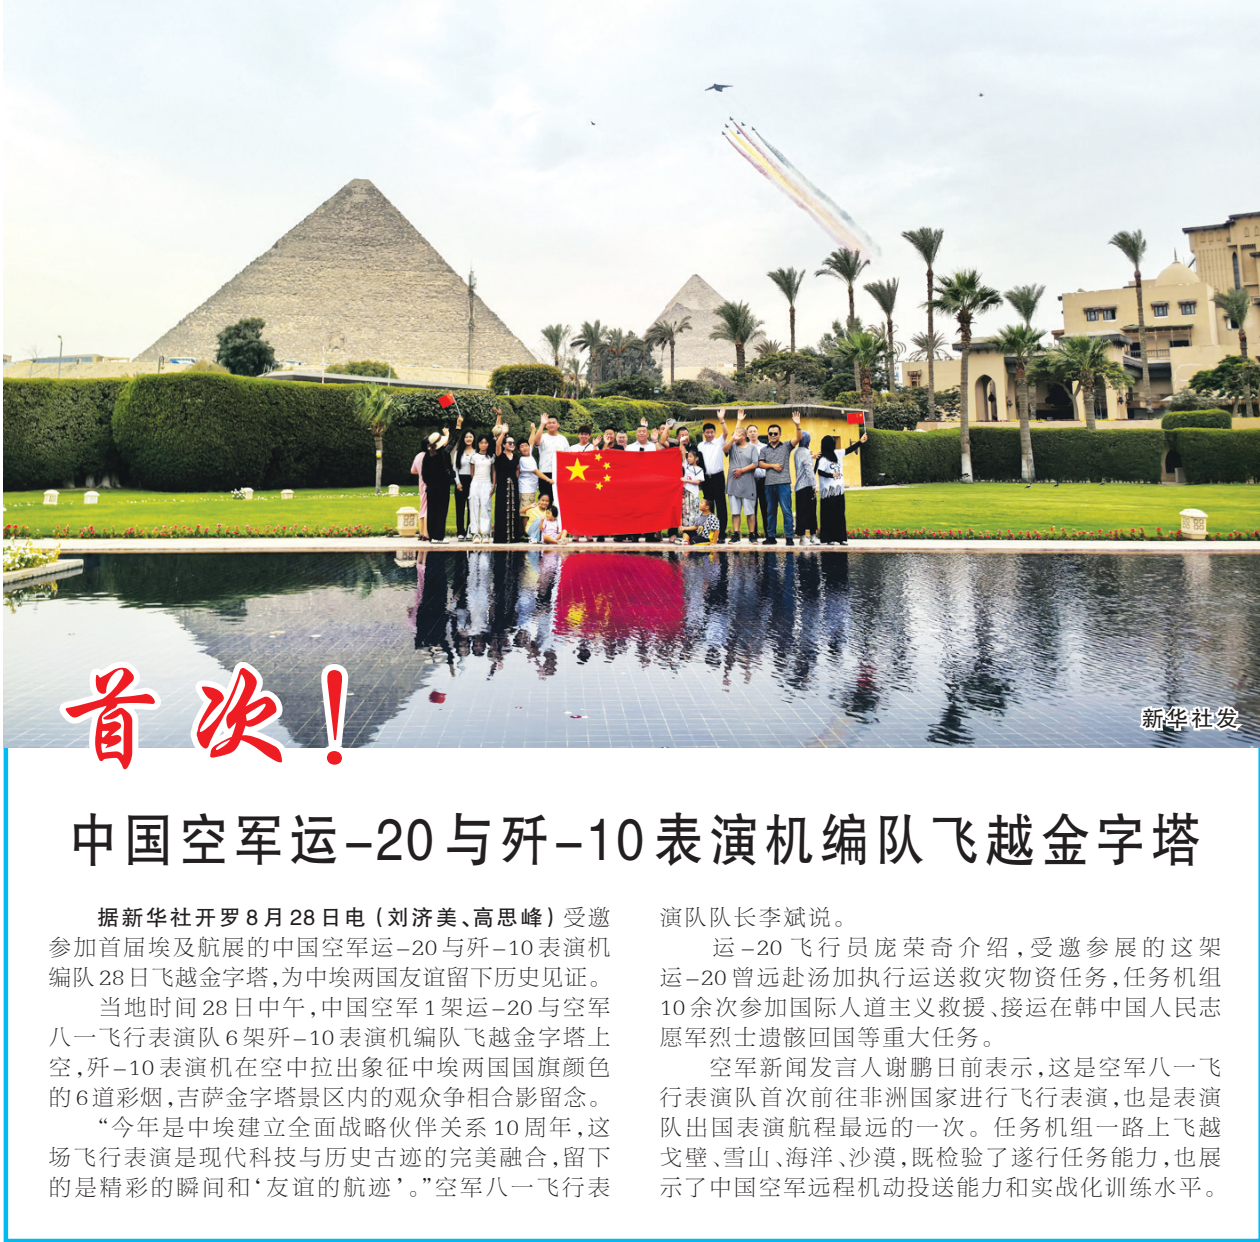 新华社发
首次！
中国空军运-20与歼-10表演机编队飞越金字塔
据新华社开罗8月28日电（刘济美、高思峰）受邀
参加首届埃及航展的中国空军运-20与歼-10表演机
编队28日飞越金字塔，为中埃两国友谊留下历史见证。
当地时间28日中午，中国空军1架运-20与空军
八一飞行表演队6架歼-10表演机编队飞越金字塔上
空，歼-10表演机在空中拉出象征中埃两国国旗颜色
的6道彩烟，吉萨金字塔景区内的观众争相合影留念。
“今年是中埃建立全面战略伙伴关系10周年，这
场飞行表演是现代科技与历史古迹的完美融合，留下
的是精彩的瞬间和‘友谊的航迹’。”空军八一飞行表
演队队长李斌说。
运-20飞行员庞荣奇介绍，受邀参展的这架
运-20曾远赴汤加执行运送救灾物资任务，任务机组
10余次参加国际人道主义救援、接运在韩中国人民志
愿军烈士遗骸回国等重大任务。
空军新闻发言人谢鹏日前表示，这是空军八一飞
行表演队首次前往非洲国家进行飞行表演，也是表演
队出国表演航程最远的一次。任务机组一路上飞越
戈壁、雪山、海洋、沙漠，既检验了遂行任务能力，也展
示了中国空军远程机动投送能力和实战化训练水平。